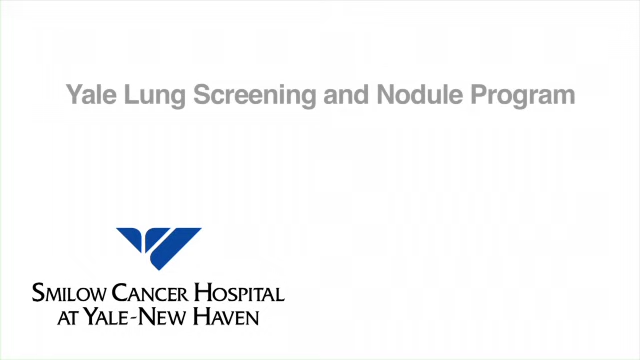 Yale Lung Screening and Nodule Program
SMILOW CANCER HOSPITAL
AT YALE-NEW HAVEN